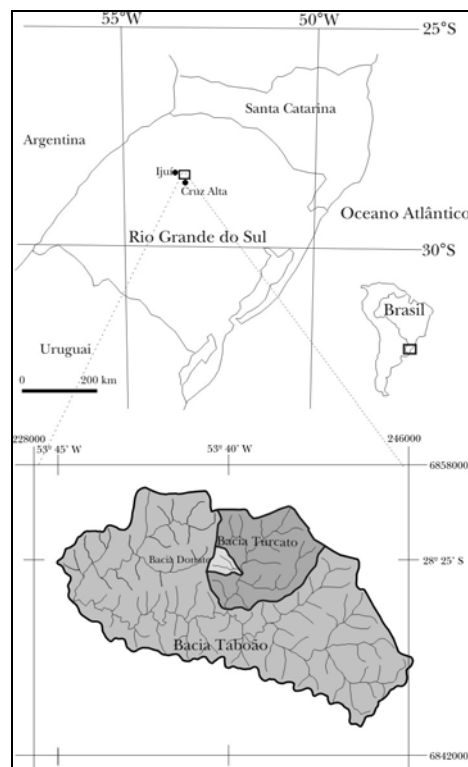 55°W 50°W 25°S
Santa Catarina
Argentina
Ijuí
Cruz Alta
Oceano Atlântico
Rio Grande do Sul 30°S
Brasil
Uruguai
0 200 km
228000 246000
53° 45' W 53° 40' W
6858000
Bacia Turcato
Bacia Donato 28° 25' S
Bacia Taboão
6842000